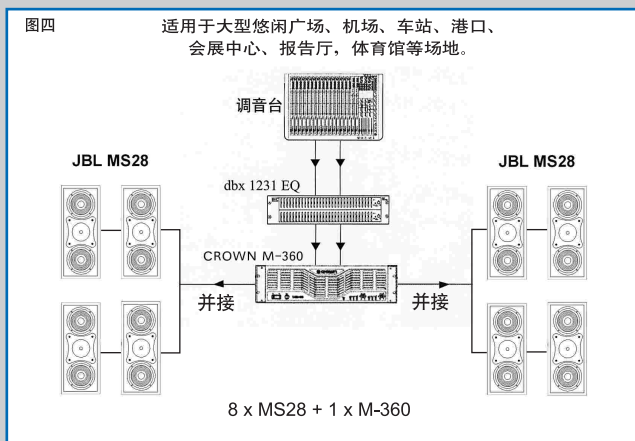 图四
适用于大型悠闲广场、机场、车站、港口、
会展中心、报告厅，体育馆等场地。
调音台
JBL MS28
JBL MS28
dbx 1231 EQ
CROWN M-360
并接
并接
8 x MS28 + 1 x M-360